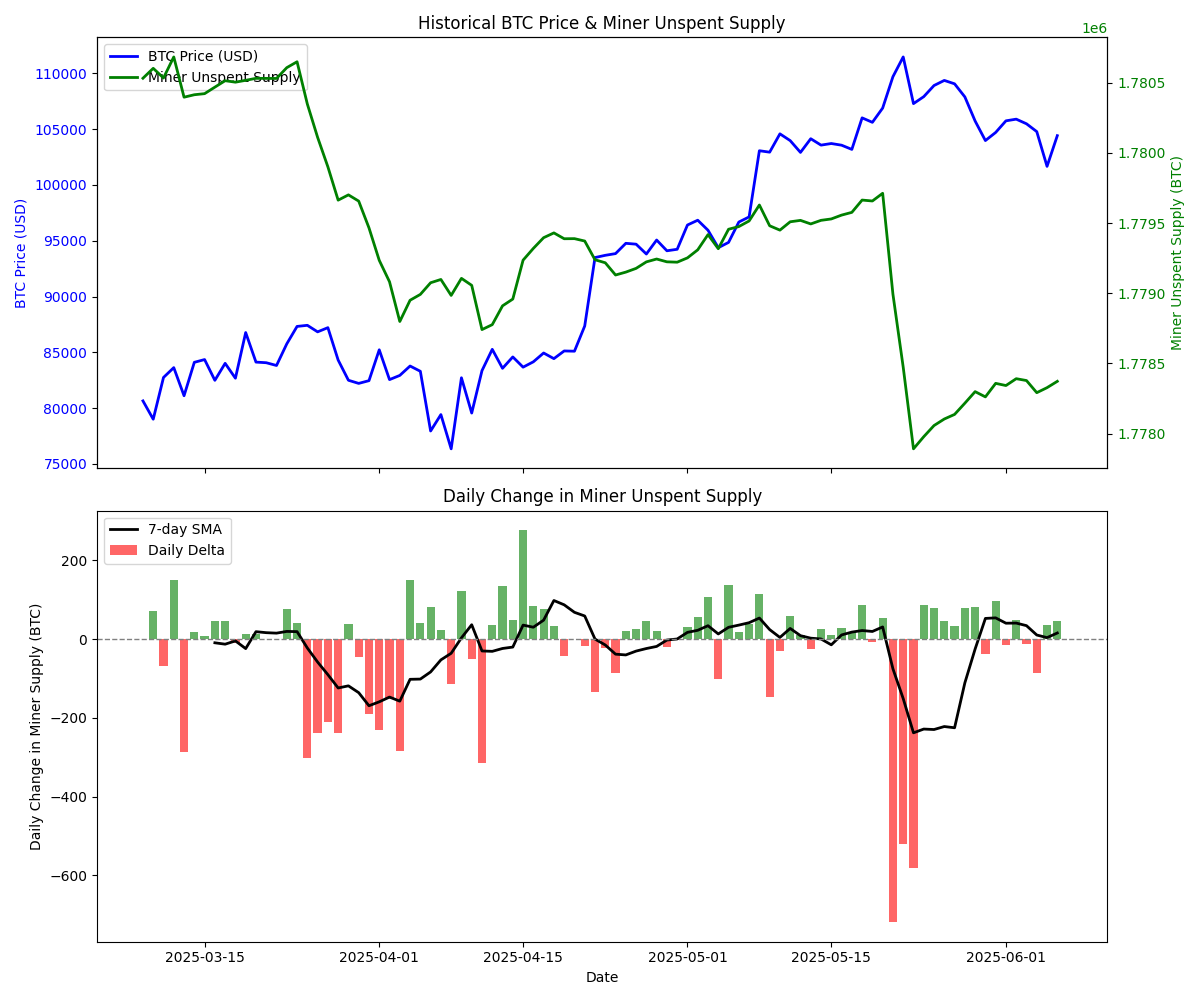 Historical BTC Price & Miner Unspent Supply
1e6
BTC Price (USD)
Miner Unspent Supply
110000
105000
100000
95000
90000
85000
80000
75000
BTC Price (USD)
1.7805
1.7800
1.7795
1.7790
1.7785
1.7780
Miner Unspent Supply (BTC)
Daily Change in Miner Unspent Supply
7-day SMA
Daily Delta
200
0
−200
−400
−600
Daily Change in Miner Supply (BTC)
2025-03-15 2025-04-01 2025-04-15 2025-05-01 2025-05-15 2025-06-01
Date